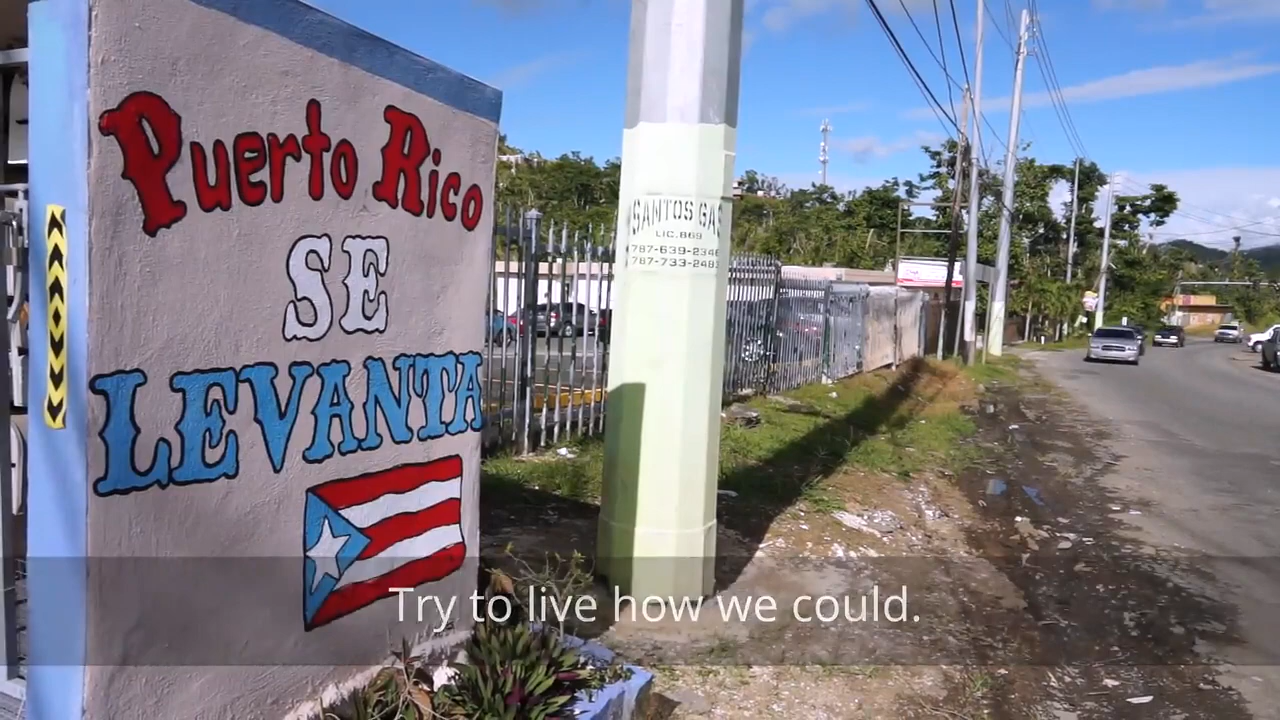 Puerto Rico
SE
LEVANTA
SANTOS GAS
LIC.869
787-639-2346
787-733-2483
Try to live how we could.